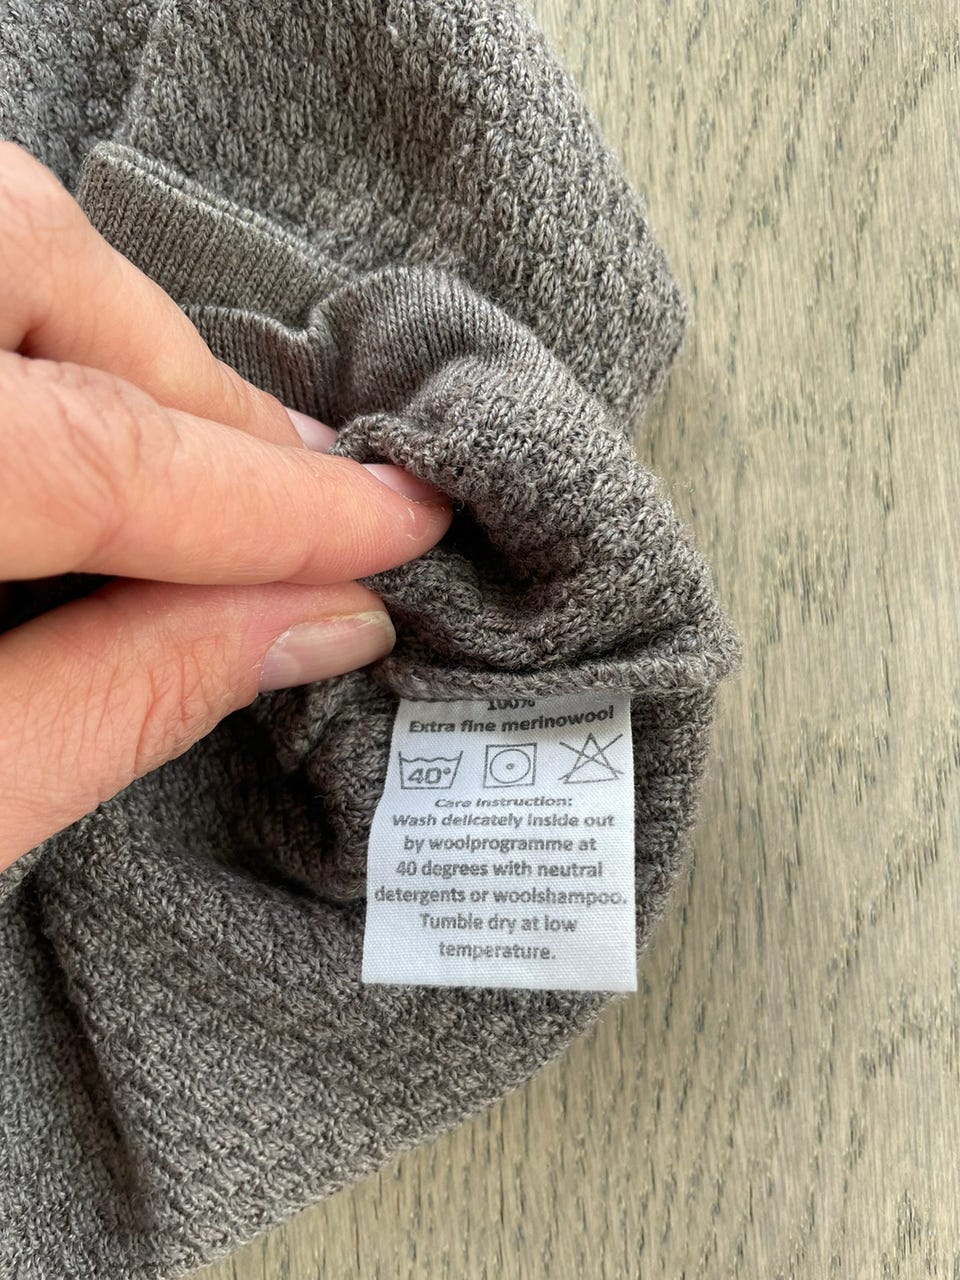 100%
Extra fine merinowool
40°
Care instruction:
Wash delicately inside out
by woolprogramme at
40 degrees with neutral
detergents or woolshampoo.
Tumble dry at low
temperature.